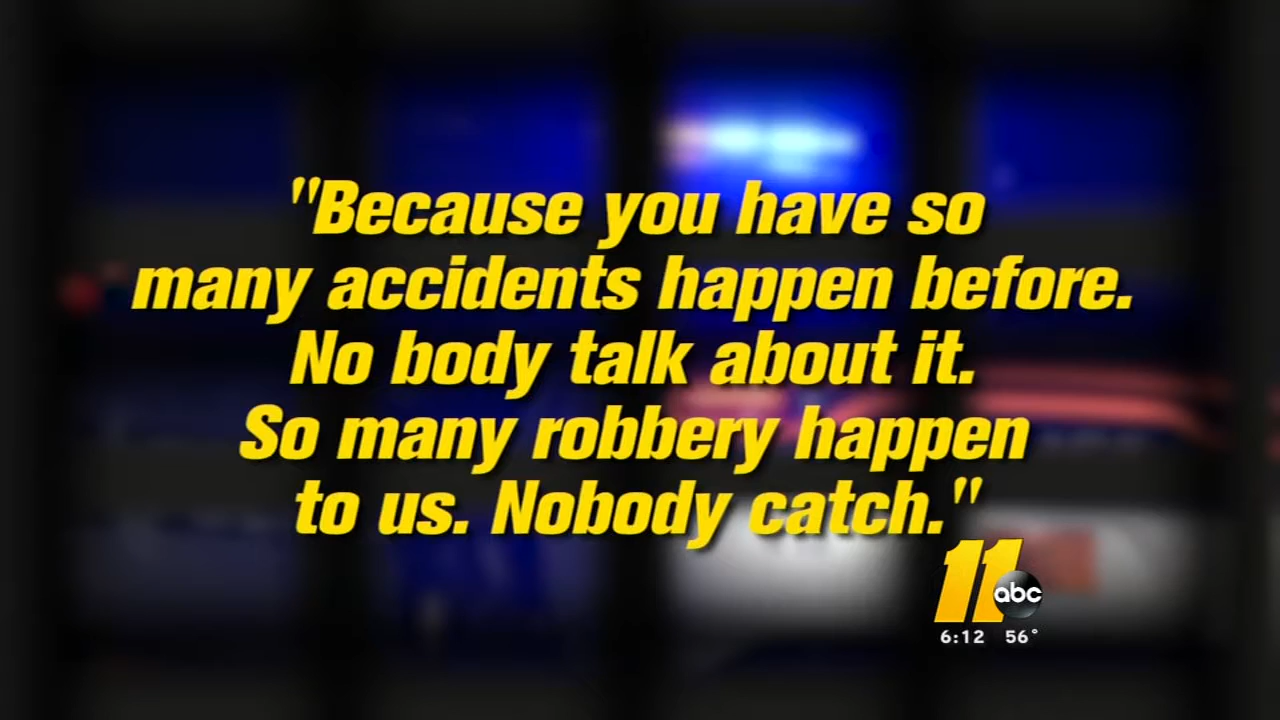 "Because you have so
many accidents happen before.
No body talk about it.
So many robbery happen
to us. Nobody catch."
11
abc
6:12 56°